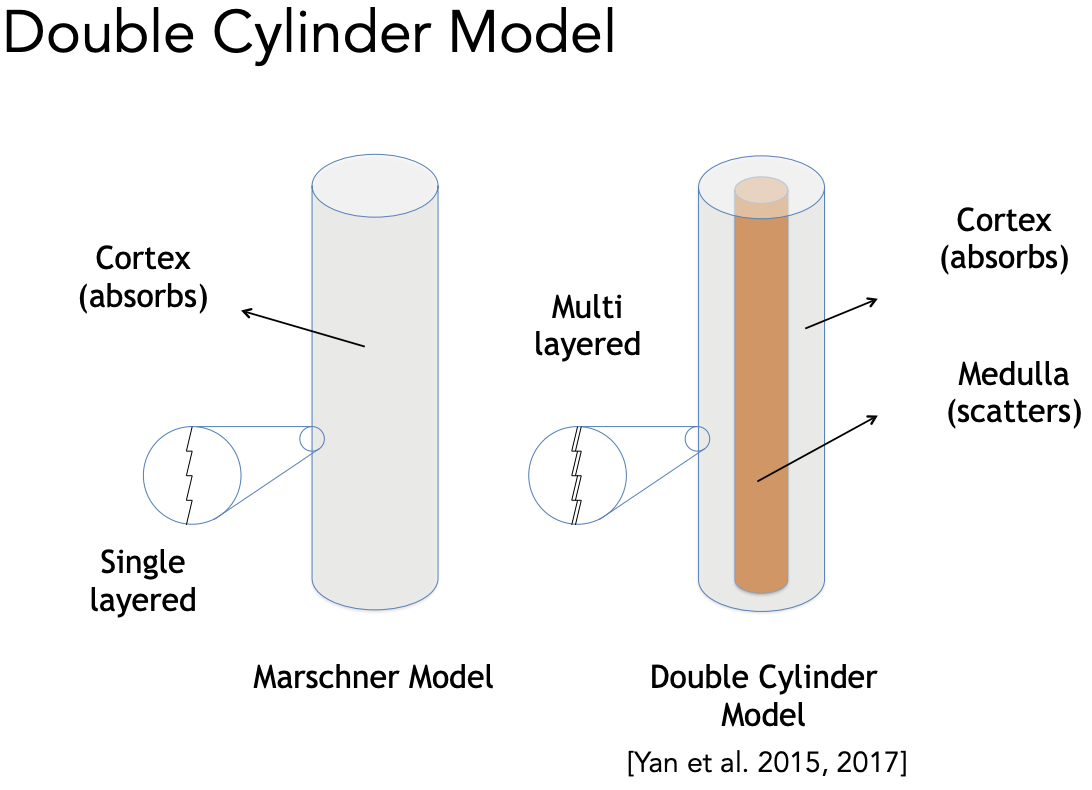 Double Cylinder Model
Cortex
(absorbs)
Single
layered
Marschner Model
Multi
layered
Cortex
(absorbs)
Medulla
(scatters)
Double Cylinder
Model
[Yan et al. 2015, 2017]